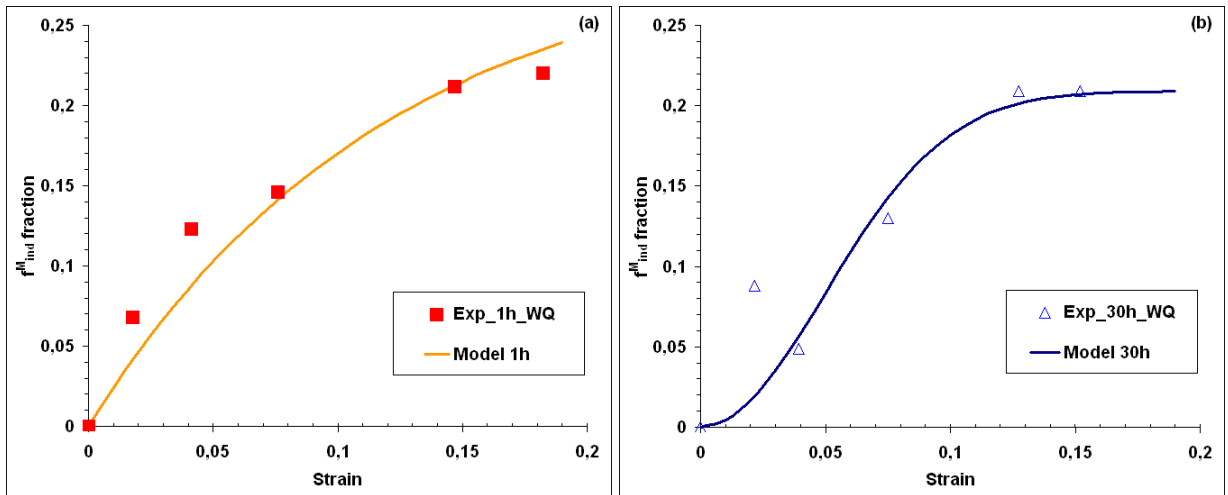 (a)
0,25
0,2
0,15
0,1
0,05
0
f^M_ind fraction
0
0,05
0,1
0,15
0,2
Strain
Exp_1h_WQ
Model 1h
(b)
0,25
0,2
0,15
0,1
0,05
0
f^M_ind fraction
0
0,05
0,1
0,15
0,2
Strain
Exp_30h_WQ
Model 30h